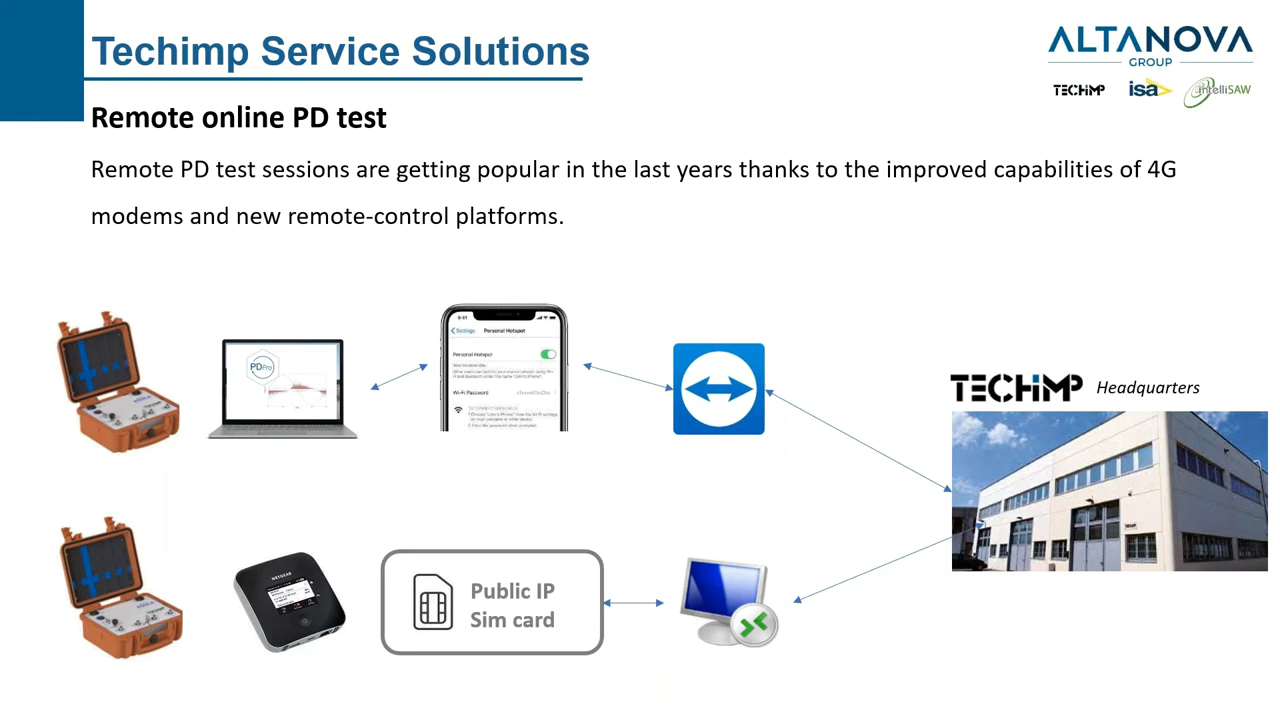 Techimp Service Solutions
ALTANOVA
GROUP
TECHIMP
isa
intelliSAW
Remote online PD test
Remote PD test sessions are getting popular in the last years thanks to the improved capabilities of 4G
modems and new remote-control platforms.
PDPro
Settings
Personal Hotspot
Personal Hotspot
Wi-Fi Password
TECHIMP Headquarters
NETGEAR
Public IP
Sim card